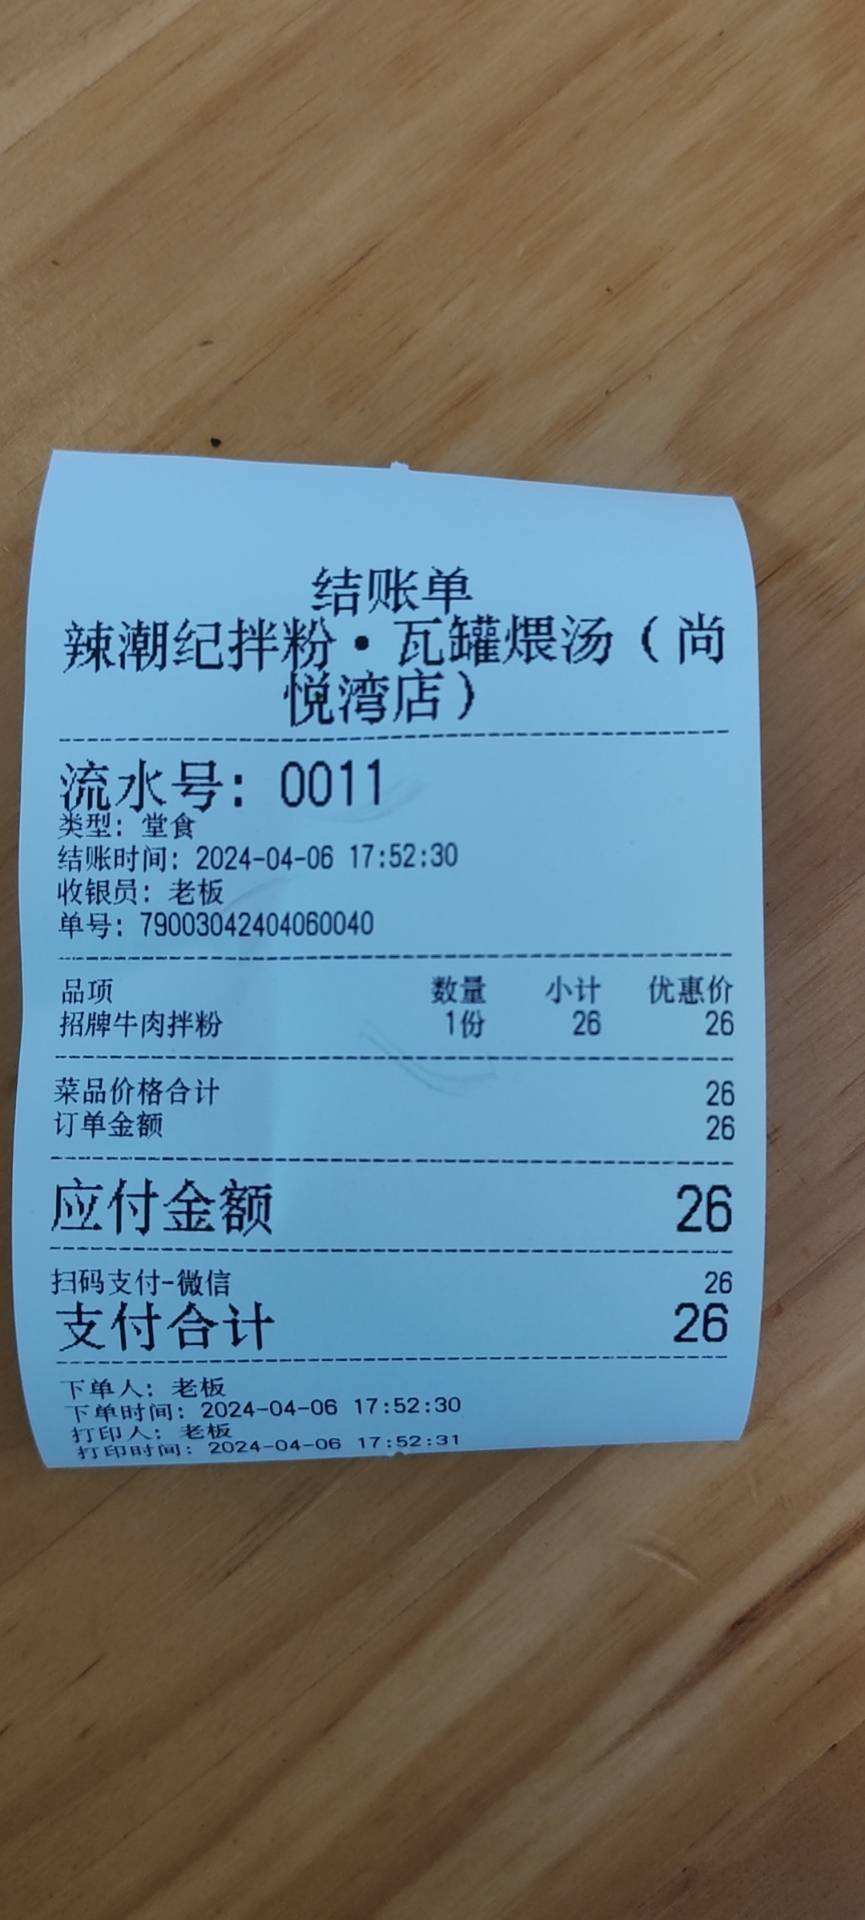 结账单
辣潮纪拌粉·瓦罐煨汤（尚
悦湾店）
流水号：0011
类型：堂食
结账时间：2024-04-06 17:52:30
收银员：老板
单号：79003042404060040
品项 数量 小计 优惠价
招牌牛肉拌粉 1份 26 26
菜品价格合计 26
订单金额 26
应付金额 26
扫码支付-微信 26
支付合计 26
下单人：老板
下单时间：2024-04-06 17:52:30
打印人：老板
打印时间：2024-04-06 17:52:31